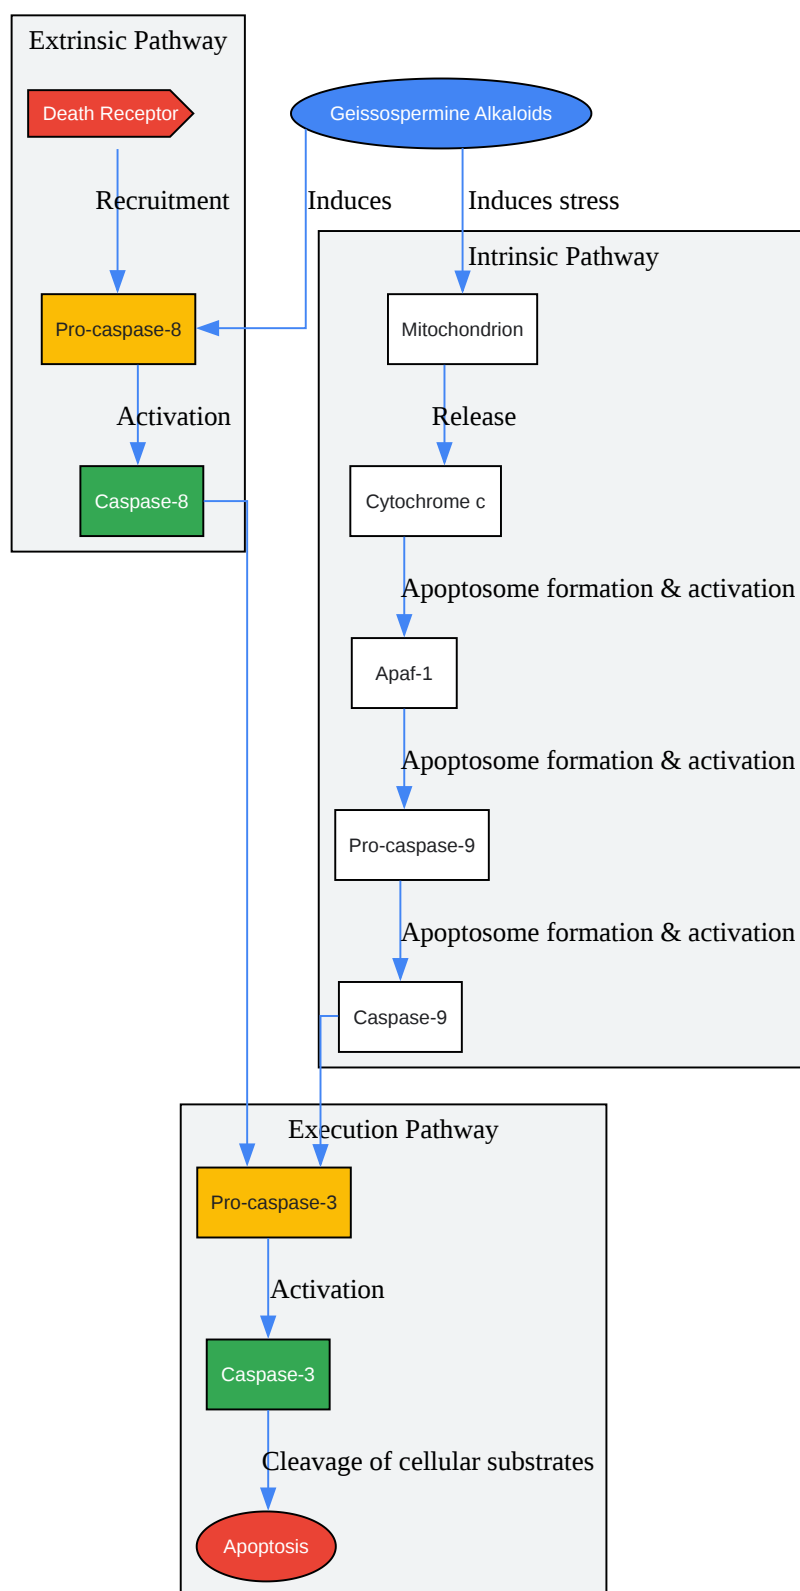 Extrinsic Pathway
Death Receptor
Geissospermine Alkaloids
Recruitment
Induces
Induces stress
Intrinsic Pathway
Pro-caspase-8
Mitochondrion
Activation
Release
Caspase-8
Cytochrome c
Apoptosome formation & activation
Apaf-1
Apoptosome formation & activation
Pro-caspase-9
Apoptosome formation & activation
Caspase-9
Execution Pathway
Pro-caspase-3
Activation
Caspase-3
Cleavage of cellular substrates
Apoptosis